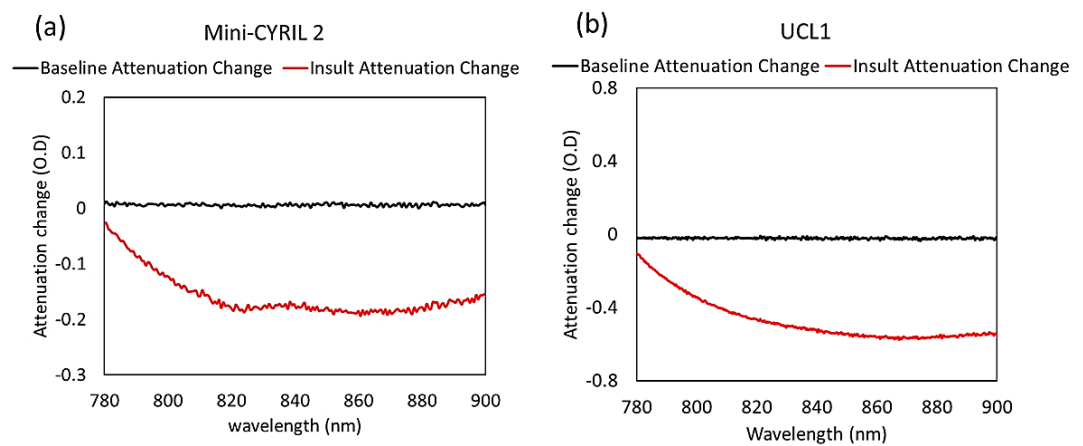 (a)
Mini-CYRIL 2
Baseline Attenuation Change Insult Attenuation Change
Attenuation change (O.D)
0.2
0.1
0
-0.1
-0.2
-0.3
780 800 820 840 860 880 900
wavelength (nm)
(b)
UCL1
Baseline Attenuation Change Insult Attenuation Change
Attenuation change (O.D)
0.8
0.4
0
-0.4
-0.8
780 800 820 840 860 880 900
Wavelength (nm)